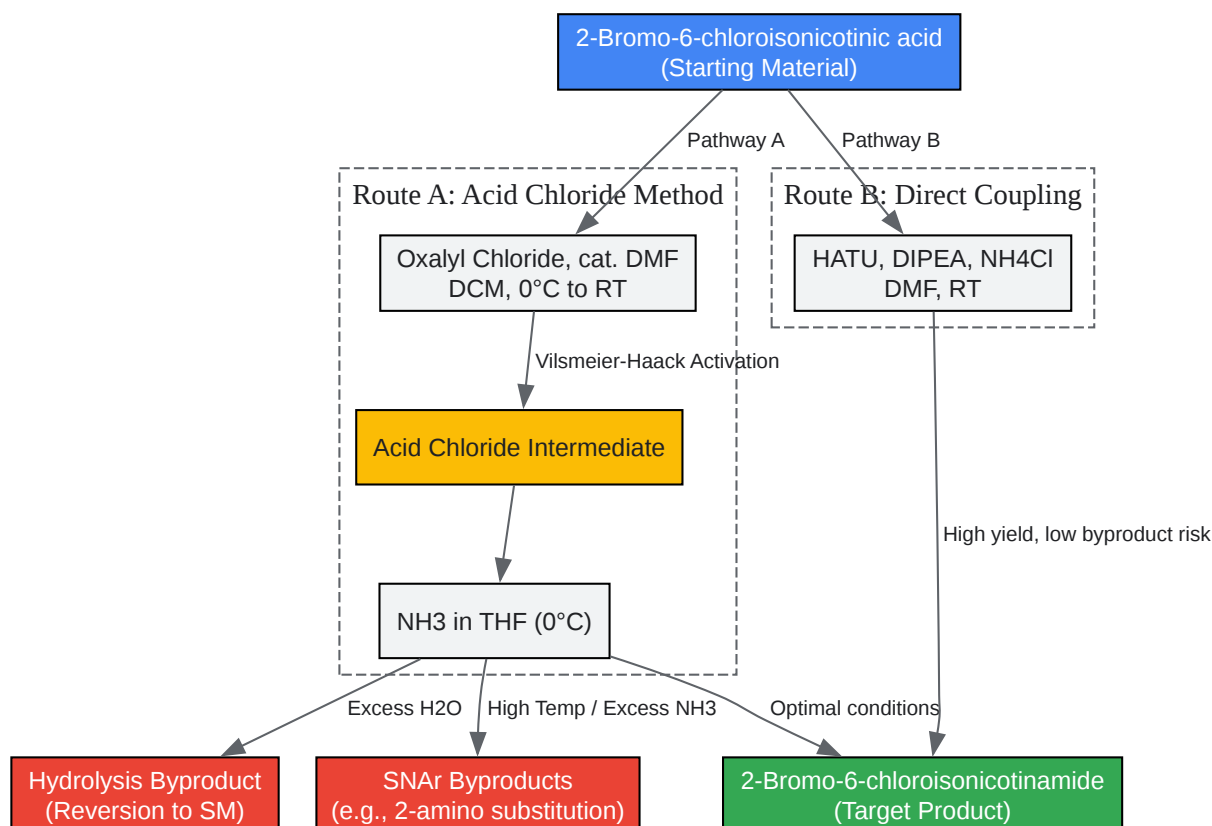 2-Bromo-6-chloroisonicotinic acid
(Starting Material)
Pathway A
Pathway B
Route A: Acid Chloride Method
Route B: Direct Coupling
Oxalyl Chloride, cat. DMF
DCM, 0°C to RT
HATU, DIPEA, NH4Cl
DMF, RT
Vilsmeier-Haack Activation
Acid Chloride Intermediate
High yield, low byproduct risk
NH3 in THF (0°C)
Excess H2O
High Temp / Excess NH3
Optimal conditions
Hydrolysis Byproduct
(Reversion to SM)
SNAr Byproducts
(e.g., 2-amino substitution)
2-Bromo-6-chloroisonicotinamide
(Target Product)